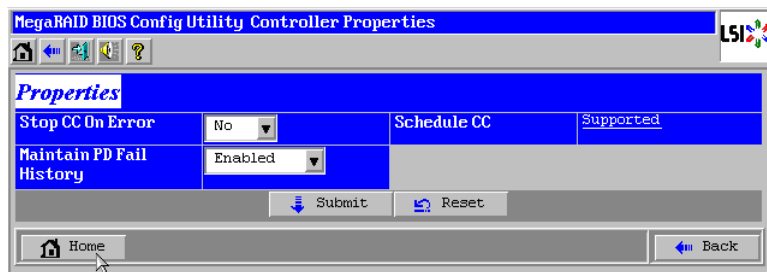 MegaRAID BIOS Config Utility Controller Properties
LSI
Properties
Stop CC On Error No Schedule CC Supported
Maintain PD Fail History Enabled
Submit Reset
Home Back